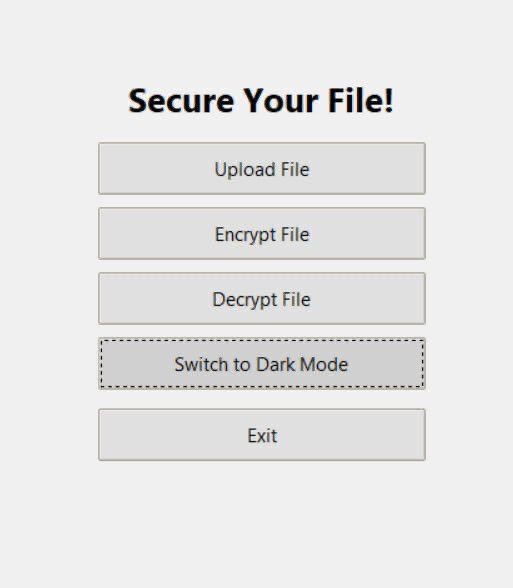 Secure Your File!
Upload File
Encrypt File
Decrypt File
Switch to Dark Mode
Exit